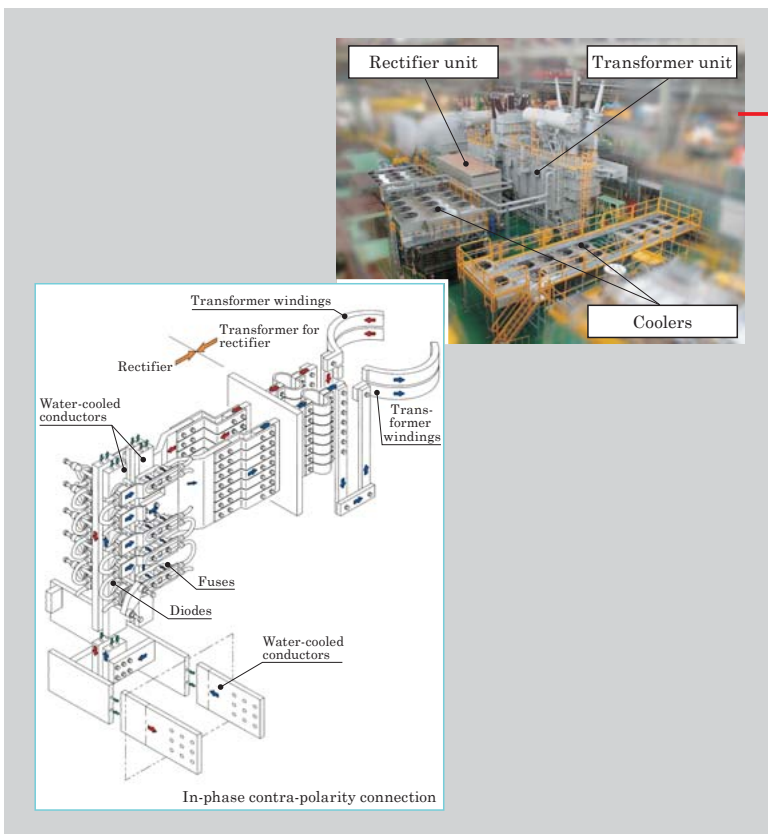 Rectifier unit
Transformer unit
Coolers
Transformer windings
Transformer for
rectifier
Rectifier
Water-cooled
conductors
Trans-
former
windings
Fuses
Diodes
Water-cooled
conductors
In-phase contra-polarity connection